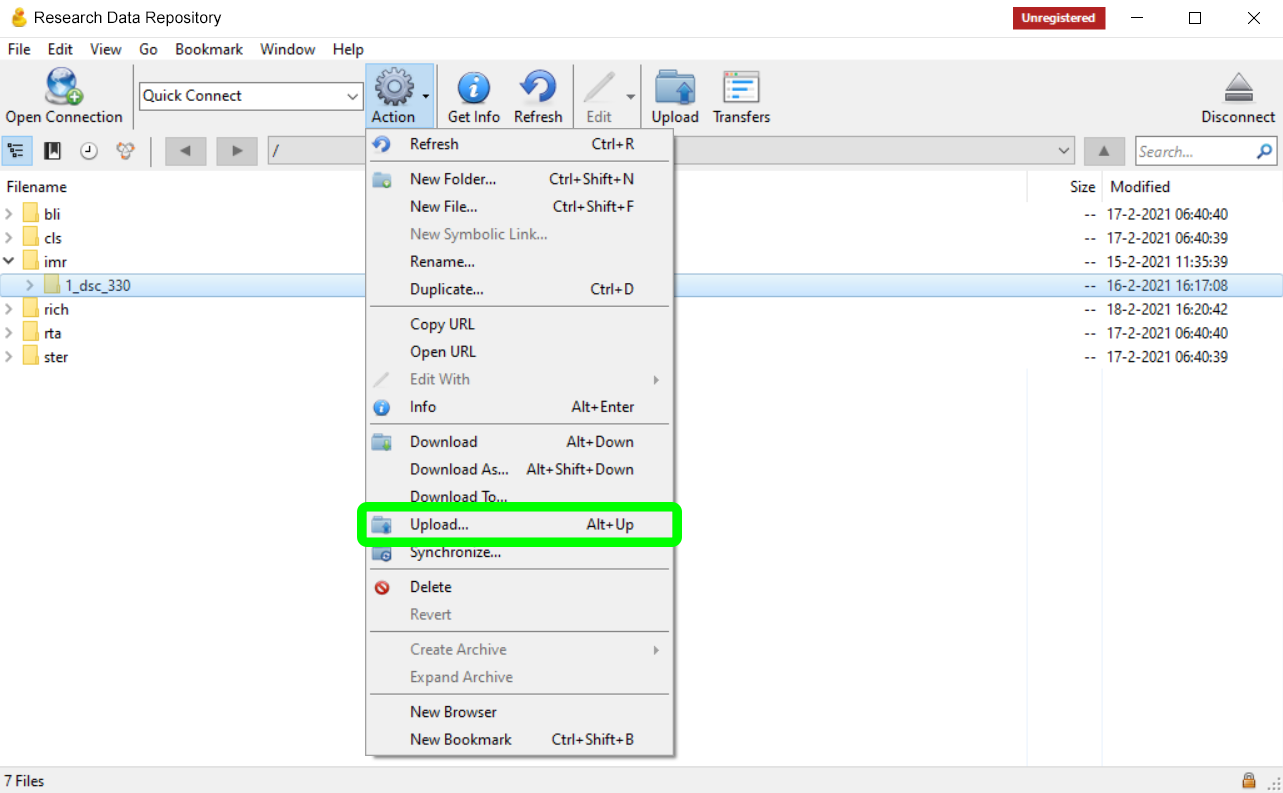 Research Data Repository
Unregistered
File Edit View Go Bookmark Window Help
Open Connection
Quick Connect
Action
Get Info
Refresh
Edit
Upload
Transfers
Disconnect
/
Search...
Filename Size Modified
bli -- 17-2-2021 06:40:40
cls -- 17-2-2021 06:40:39
imr -- 15-2-2021 11:35:39
1_dsc_330 -- 16-2-2021 16:17:08
rich -- 18-2-2021 16:20:42
rta -- 17-2-2021 06:40:40
ster -- 17-2-2021 06:40:39
Refresh Ctrl+R
New Folder... Ctrl+Shift+N
New File... Ctrl+Shift+F
New Symbolic Link...
Rename...
Duplicate... Ctrl+D
Copy URL
Open URL
Edit With
Info Alt+Enter
Download Alt+Down
Download As... Alt+Shift+Down
Download To...
Upload... Alt+Up
Synchronize...
Delete
Revert
Create Archive
Expand Archive
New Browser
New Bookmark Ctrl+Shift+B
7 Files